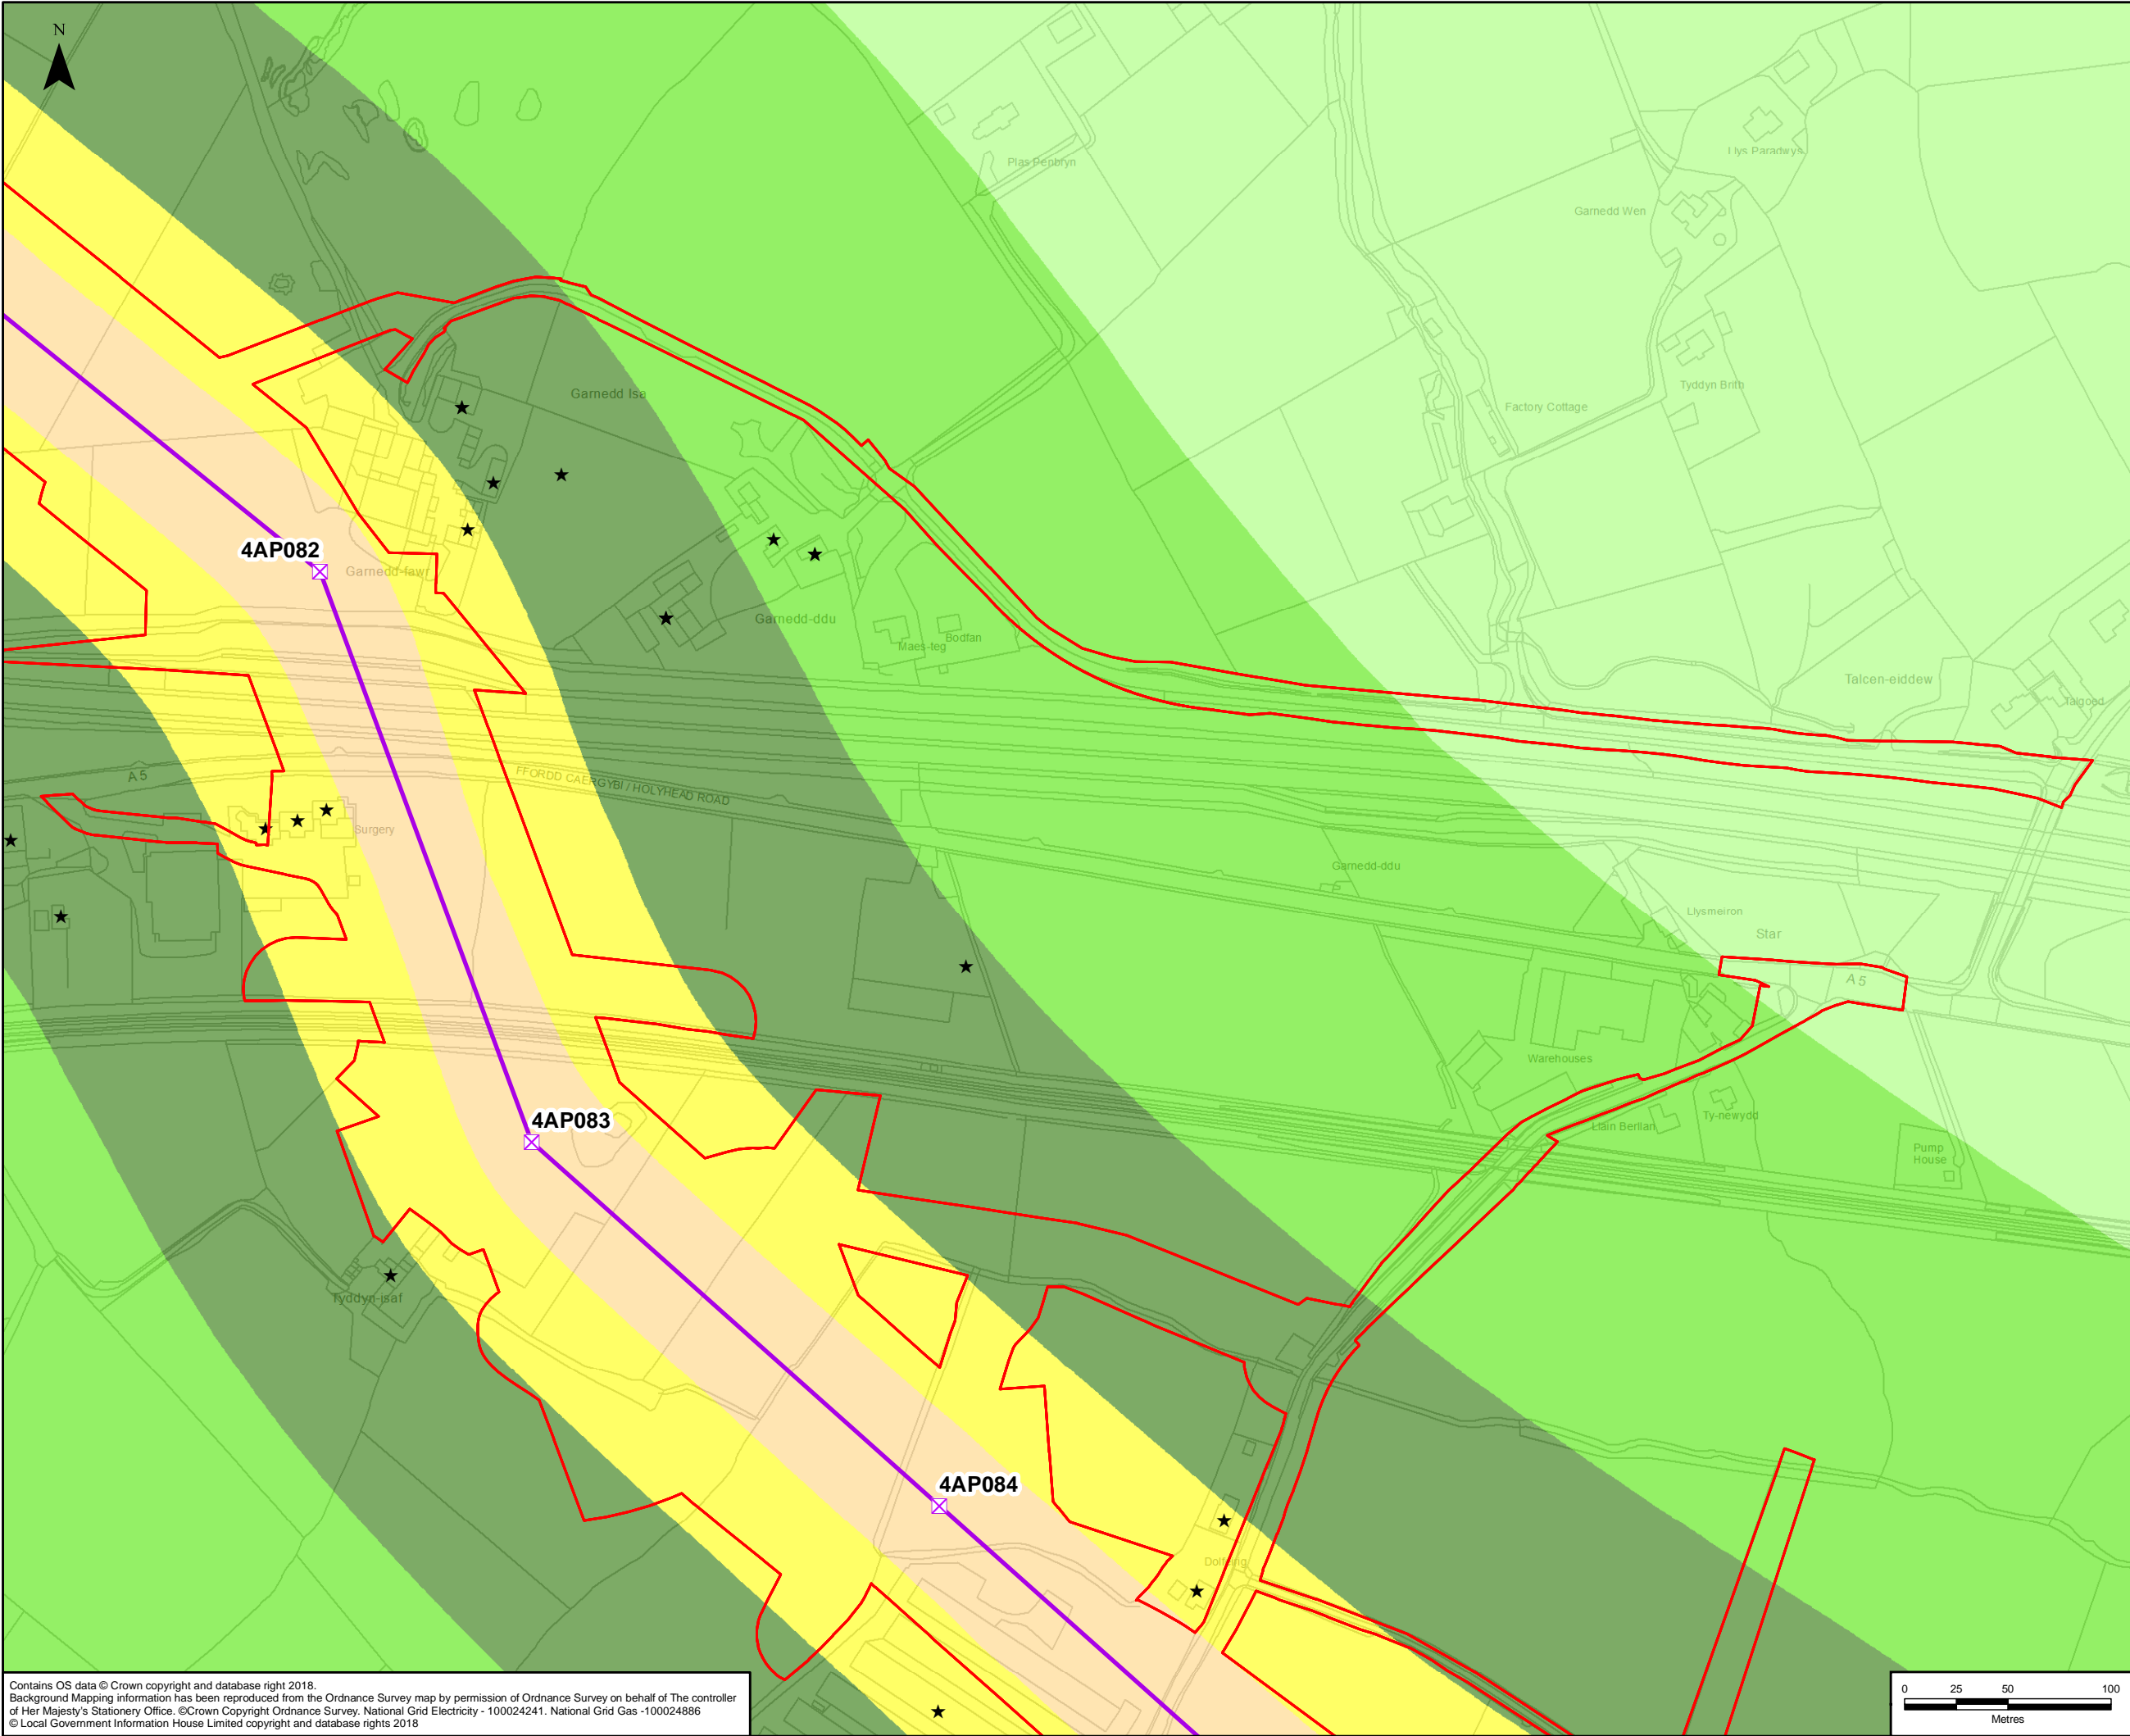 N
Plas Penbryn
Llys Paradwys
Garnedd Wen
Garnedd Isa
Tyddyn Brith
Factory Cottage
4AP082
Garnedd-fawr
Garnedd-ddu
Bodfan
Maes-teg
Talcen-eiddew
Talgoed
A 5
FFORDD CAERGYBI / HOLYHEAD ROAD
Surgery
Garnedd-ddu
Llysmeiron
Star
A 5
Warehouses
4AP083
Ty-newydd
Llain Berllan
Pump
House
Tyddyn-isaf
4AP084
Contains OS data © Crown copyright and database right 2018.
Background Mapping information has been reproduced from the Ordnance Survey map by permission of Ordnance Survey on behalf of The controller
of Her Majesty's Stationery Office. ©Crown Copyright Ordnance Survey. National Grid Electricity - 100024241. National Grid Gas -100024886
© Local Government Information House Limited copyright and database rights 2018
0 25 50 100
Metres